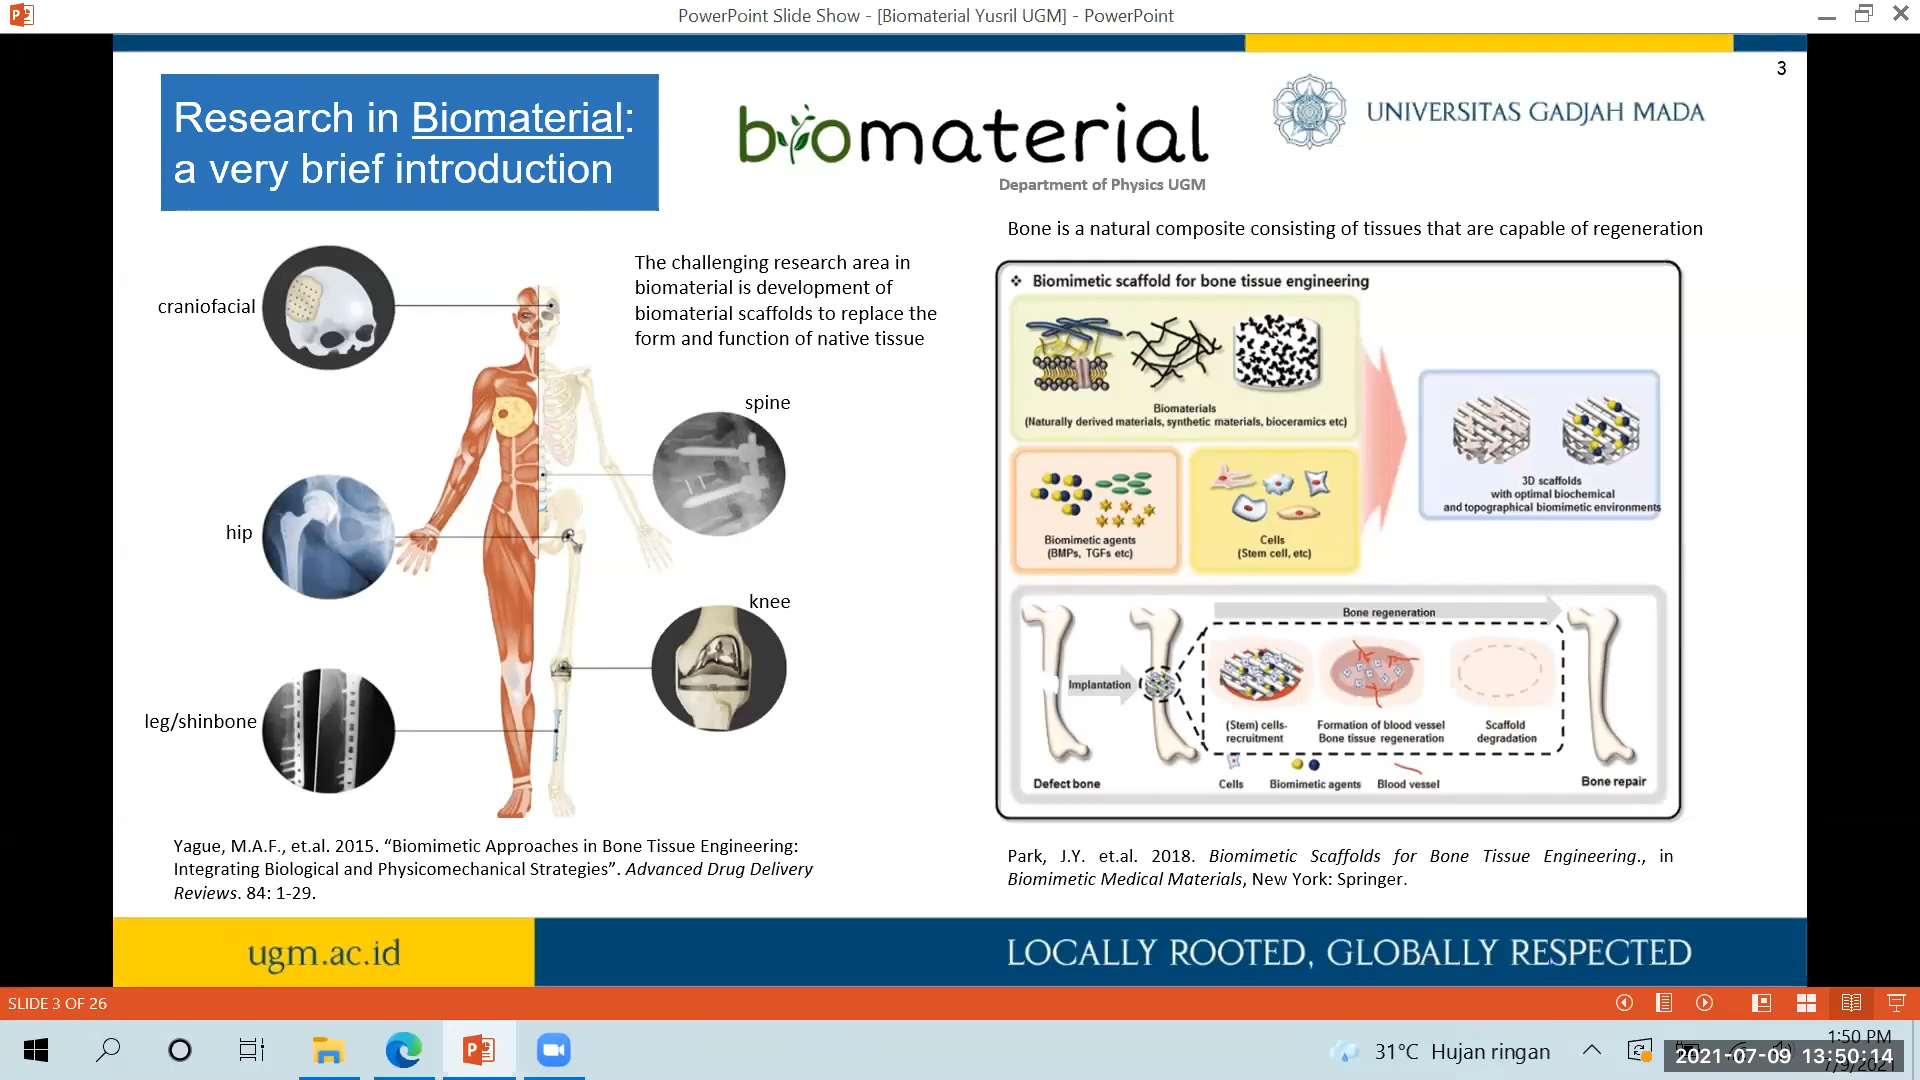 PowerPoint Slide Show - [Biomaterial Yusril UGM] - PowerPoint
3
Research in Biomaterial:
a very brief introduction
biomaterial
Department of Physics UGM
UNIVERSITAS GADJAH MADA
craniofacial
hip
leg/shinbone
The challenging research area in
biomaterial is development of
biomaterial scaffolds to replace the
form and function of native tissue
spine
knee
Yague, M.A.F., et.al. 2015. “Biomimetic Approaches in Bone Tissue Engineering:
Integrating Biological and Physicomechanical Strategies”. Advanced Drug Delivery
Reviews. 84: 1-29.
Bone is a natural composite consisting of tissues that are capable of regeneration
❖ Biomimetic scaffold for bone tissue engineering
Biomaterials
(Naturally derived materials, synthetic materials, bioceramics etc)
Biomimetic agents
(BMPs, TGFs etc)
Cells
(Stem cell, etc)
3D scaffolds
with optimal biochemical
and topographical biomimetic environments
Bone regeneration
Implantation
(Stem) cells-
recruitment
Formation of blood vessel
Bone tissue regeneration
Scaffold
degradation
Defect bone
Cells
Biomimetic agents
Blood vessel
Bone repair
Park, J.Y. et.al. 2018. Biomimetic Scaffolds for Bone Tissue Engineering., in
Biomimetic Medical Materials, New York: Springer.
ugm.ac.id
LOCALLY ROOTED, GLOBALLY RESPECTED
SLIDE 3 OF 26
31°C Hujan ringan
1:50 PM
2021-07-09 13:50:14